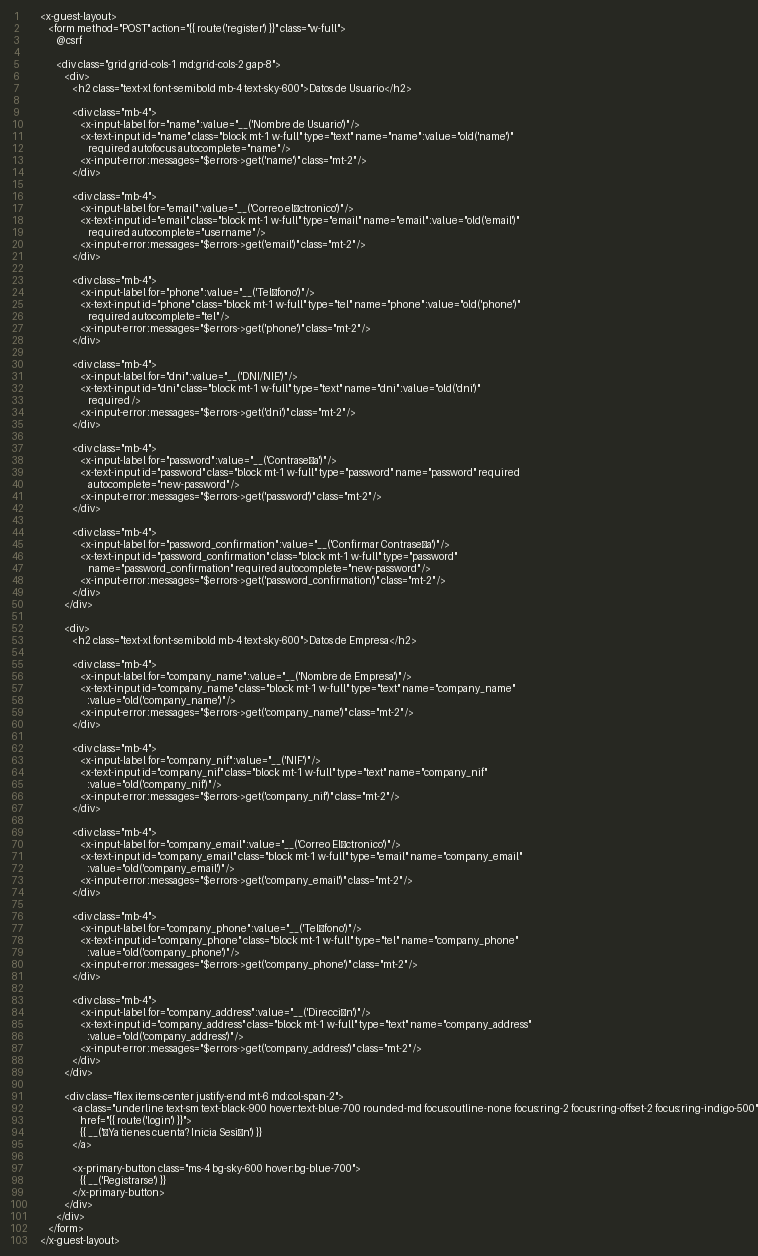 1 <x-guest-layout>
2 <form method="POST" action="{{ route('register') }}" class="w-full">
3 @csrf
4
5 <div class="grid grid-cols-1 md:grid-cols-2 gap-8">
6 <div>
7 <h2 class="text-xl font-semibold mb-4 text-sky-600">Datos de Usuario</h2>
8
9 <div class="mb-4">
10 <x-input-label for="name" :value="__('Nombre de Usuario')" />
11 <x-text-input id="name" class="block mt-1 w-full" type="text" name="name" :value="old('name')"
12 required autofocus autocomplete="name" />
13 <x-input-error :messages="$errors->get('name')" class="mt-2" />
14 </div>
15
16 <div class="mb-4">
17 <x-input-label for="email" :value="__('Correo el▯ctronico')" />
18 <x-text-input id="email" class="block mt-1 w-full" type="email" name="email" :value="old('email')"
19 required autocomplete="username" />
20 <x-input-error :messages="$errors->get('email')" class="mt-2" />
21 </div>
22
23 <div class="mb-4">
24 <x-input-label for="phone" :value="__('Tel▯fono')" />
25 <x-text-input id="phone" class="block mt-1 w-full" type="tel" name="phone" :value="old('phone')"
26 required autocomplete="tel" />
27 <x-input-error :messages="$errors->get('phone')" class="mt-2" />
28 </div>
29
30 <div class="mb-4">
31 <x-input-label for="dni" :value="__('DNI/NIE')" />
32 <x-text-input id="dni" class="block mt-1 w-full" type="text" name="dni" :value="old('dni')"
33 required />
34 <x-input-error :messages="$errors->get('dni')" class="mt-2" />
35 </div>
36
37 <div class="mb-4">
38 <x-input-label for="password" :value="__('Contrase▯a')" />
39 <x-text-input id="password" class="block mt-1 w-full" type="password" name="password" required
40 autocomplete="new-password" />
41 <x-input-error :messages="$errors->get('password')" class="mt-2" />
42 </div>
43
44 <div class="mb-4">
45 <x-input-label for="password_confirmation" :value="__('Confirmar Contrase▯a')" />
46 <x-text-input id="password_confirmation" class="block mt-1 w-full" type="password"
47 name="password_confirmation" required autocomplete="new-password" />
48 <x-input-error :messages="$errors->get('password_confirmation')" class="mt-2" />
49 </div>
50 </div>
51
52 <div>
53 <h2 class="text-xl font-semibold mb-4 text-sky-600">Datos de Empresa</h2>
54
55 <div class="mb-4">
56 <x-input-label for="company_name" :value="__('Nombre de Empresa')" />
57 <x-text-input id="company_name" class="block mt-1 w-full" type="text" name="company_name"
58 :value="old('company_name')" />
59 <x-input-error :messages="$errors->get('company_name')" class="mt-2" />
60 </div>
61
62 <div class="mb-4">
63 <x-input-label for="company_nif" :value="__('NIF')" />
64 <x-text-input id="company_nif" class="block mt-1 w-full" type="text" name="company_nif"
65 :value="old('company_nif')" />
66 <x-input-error :messages="$errors->get('company_nif')" class="mt-2" />
67 </div>
68
69 <div class="mb-4">
70 <x-input-label for="company_email" :value="__('Correo El▯ctronico')" />
71 <x-text-input id="company_email" class="block mt-1 w-full" type="email" name="company_email"
72 :value="old('company_email')" />
73 <x-input-error :messages="$errors->get('company_email')" class="mt-2" />
74 </div>
75
76 <div class="mb-4">
77 <x-input-label for="company_phone" :value="__('Tel▯fono')" />
78 <x-text-input id="company_phone" class="block mt-1 w-full" type="tel" name="company_phone"
79 :value="old('company_phone')" />
80 <x-input-error :messages="$errors->get('company_phone')" class="mt-2" />
81 </div>
82
83 <div class="mb-4">
84 <x-input-label for="company_address" :value="__('Direcci▯n')" />
85 <x-text-input id="company_address" class="block mt-1 w-full" type="text" name="company_address"
86 :value="old('company_address')" />
87 <x-input-error :messages="$errors->get('company_address')" class="mt-2" />
88 </div>
89 </div>
90
91 <div class="flex items-center justify-end mt-6 md:col-span-2">
92 <a class="underline text-sm text-black-900 hover:text-blue-700 rounded-md focus:outline-none focus:ring-2 focus:ring-offset-2 focus:ring-indigo-500"
93 href="{{ route('login') }}">
94 {{ __('▯Ya tienes cuenta? Inicia Sesi▯n') }}
95 </a>
96
97 <x-primary-button class="ms-4 bg-sky-600 hover:bg-blue-700">
98 {{ __('Registrarse') }}
99 </x-primary-button>
100 </div>
101 </div>
102 </form>
103 </x-guest-layout>